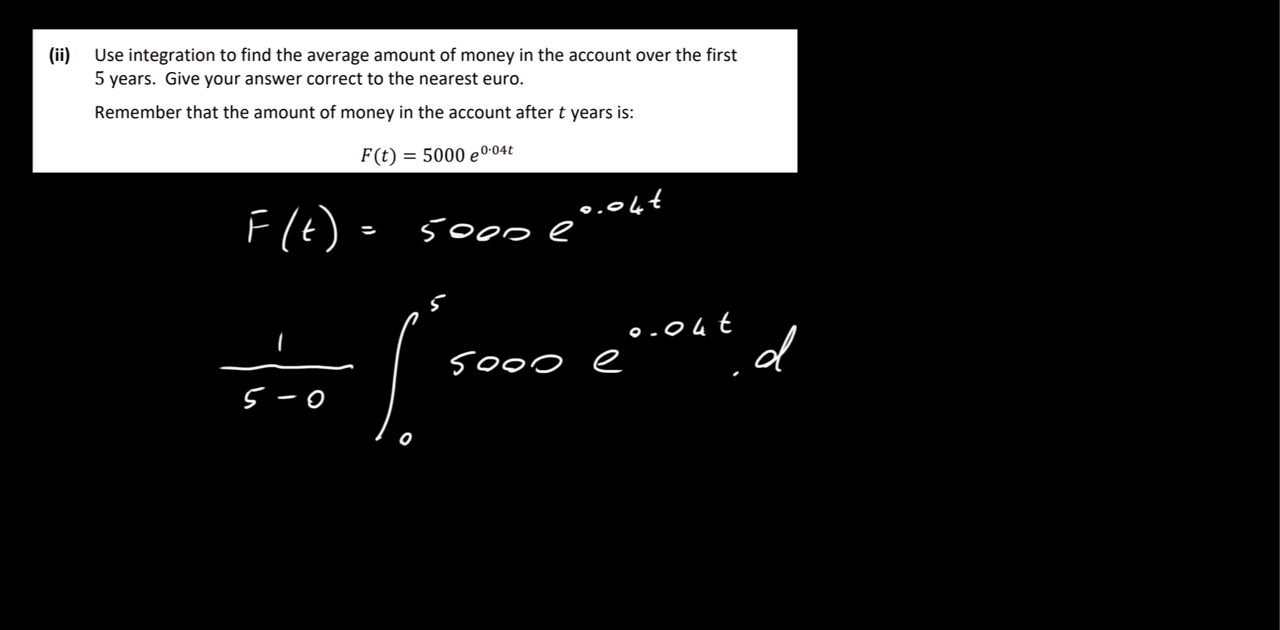 (ii) Use integration to find the average amount of money in the account over the first
5 years. Give your answer correct to the nearest euro.
Remember that the amount of money in the account after t years is:
F(t) = 5000 e^0·04t
F(t) = 5000 e^0.04t
1/(5-0) ∫_0^5 5000 e^0.04t . d